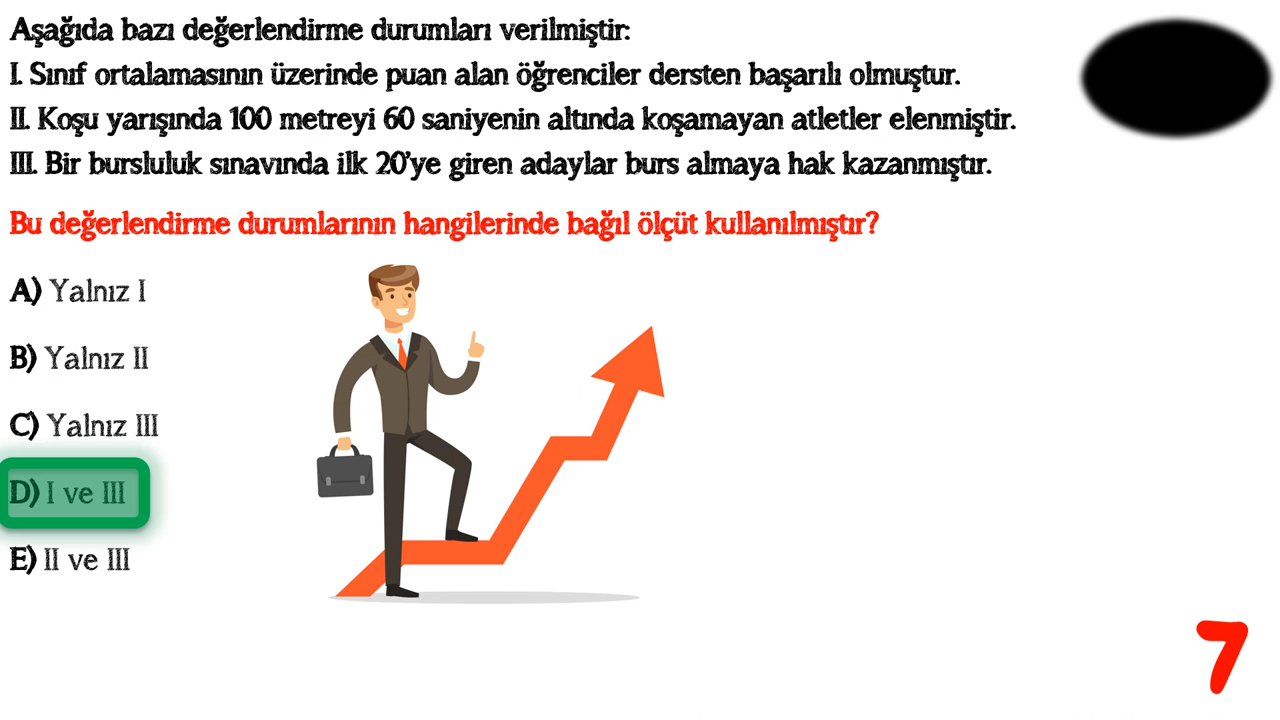 Aşağıda bazı değerlendirme durumları verilmiştir:
I. Sınıf ortalamasının üzerinde puan alan öğrenciler dersten başarılı olmuştur.
II. Koşu yarışında 100 metreyi 60 saniyenin altında koşamayan atletler elenmiştir.
III. Bir bursluluk sınavında ilk 20'ye giren adaylar burs almaya hak kazanmıştır.
Bu değerlendirme durumlarının hangilerinde bağıl ölçüt kullanılmıştır?
A) Yalnız I
B) Yalnız II
C) Yalnız III
D) I ve III
E) II ve III
7